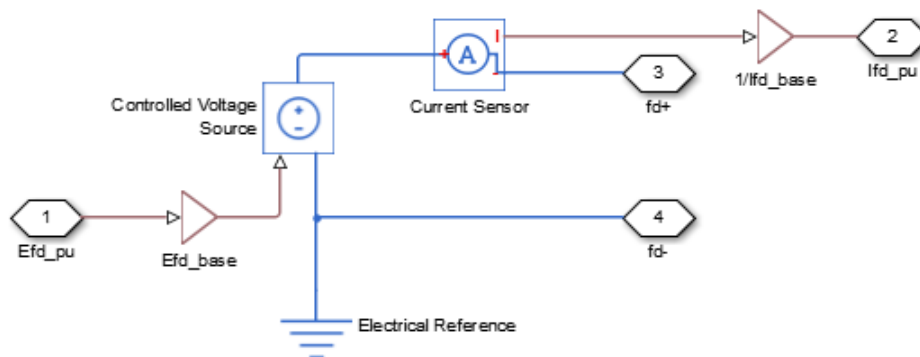 I
2
A
3
1/Ifd_base
Ifd_pu
Controlled Voltage
Source
+
-
Current Sensor
fd+
1
4
Efd_pu
Efd_base
fd-
Electrical Reference